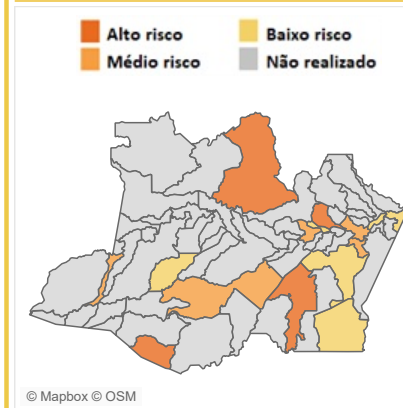 Alto risco
Baixo risco
Médio risco
Não realizado
© Mapbox © OSM